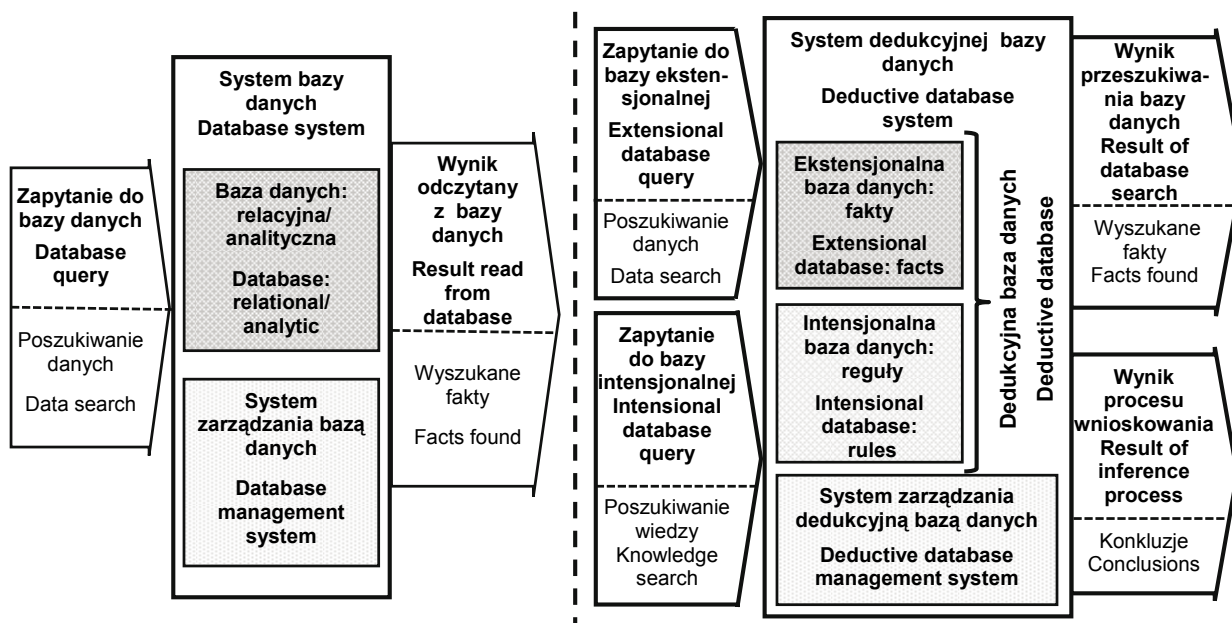 Zapytanie do
bazy danych
Database
query
Poszukiwanie
danych
Data search
System bazy
danych
Database system
Baza danych:
relacyjna/
analityczna
Database:
relational/
analytic
System
zarządzania bazą
danych
Database
management
system
Wynik
odczytany
z bazy
danych
Result read
from
database
Wyszukane
fakty
Facts found
Zapytanie do
bazy eksten-
sjonalnej
Extensional
database
query
Poszukiwanie
danych
Data search
Zapytanie
do bazy
intensjonalnej
Intensional
database
query
Poszukiwanie
wiedzy
Knowledge
search
System dedukcyjnej bazy
danych
Deductive database
system
Ekstensjonalna
baza danych:
fakty
Extensional
database: facts
Intensjonalna
baza danych:
reguły
Intensional
database:
rules
Dedukcyjna baza danych
Deductive database
System zarządzania
dedukcyjną bazą danych
Deductive database
management system
Wynik
przeszukiwa-
nia bazy
danych
Result of
database
search
Wyszukane
fakty
Facts found
Wynik
procesu
wnioskowania
Result of
inference
process
Konkluzje
Conclusions